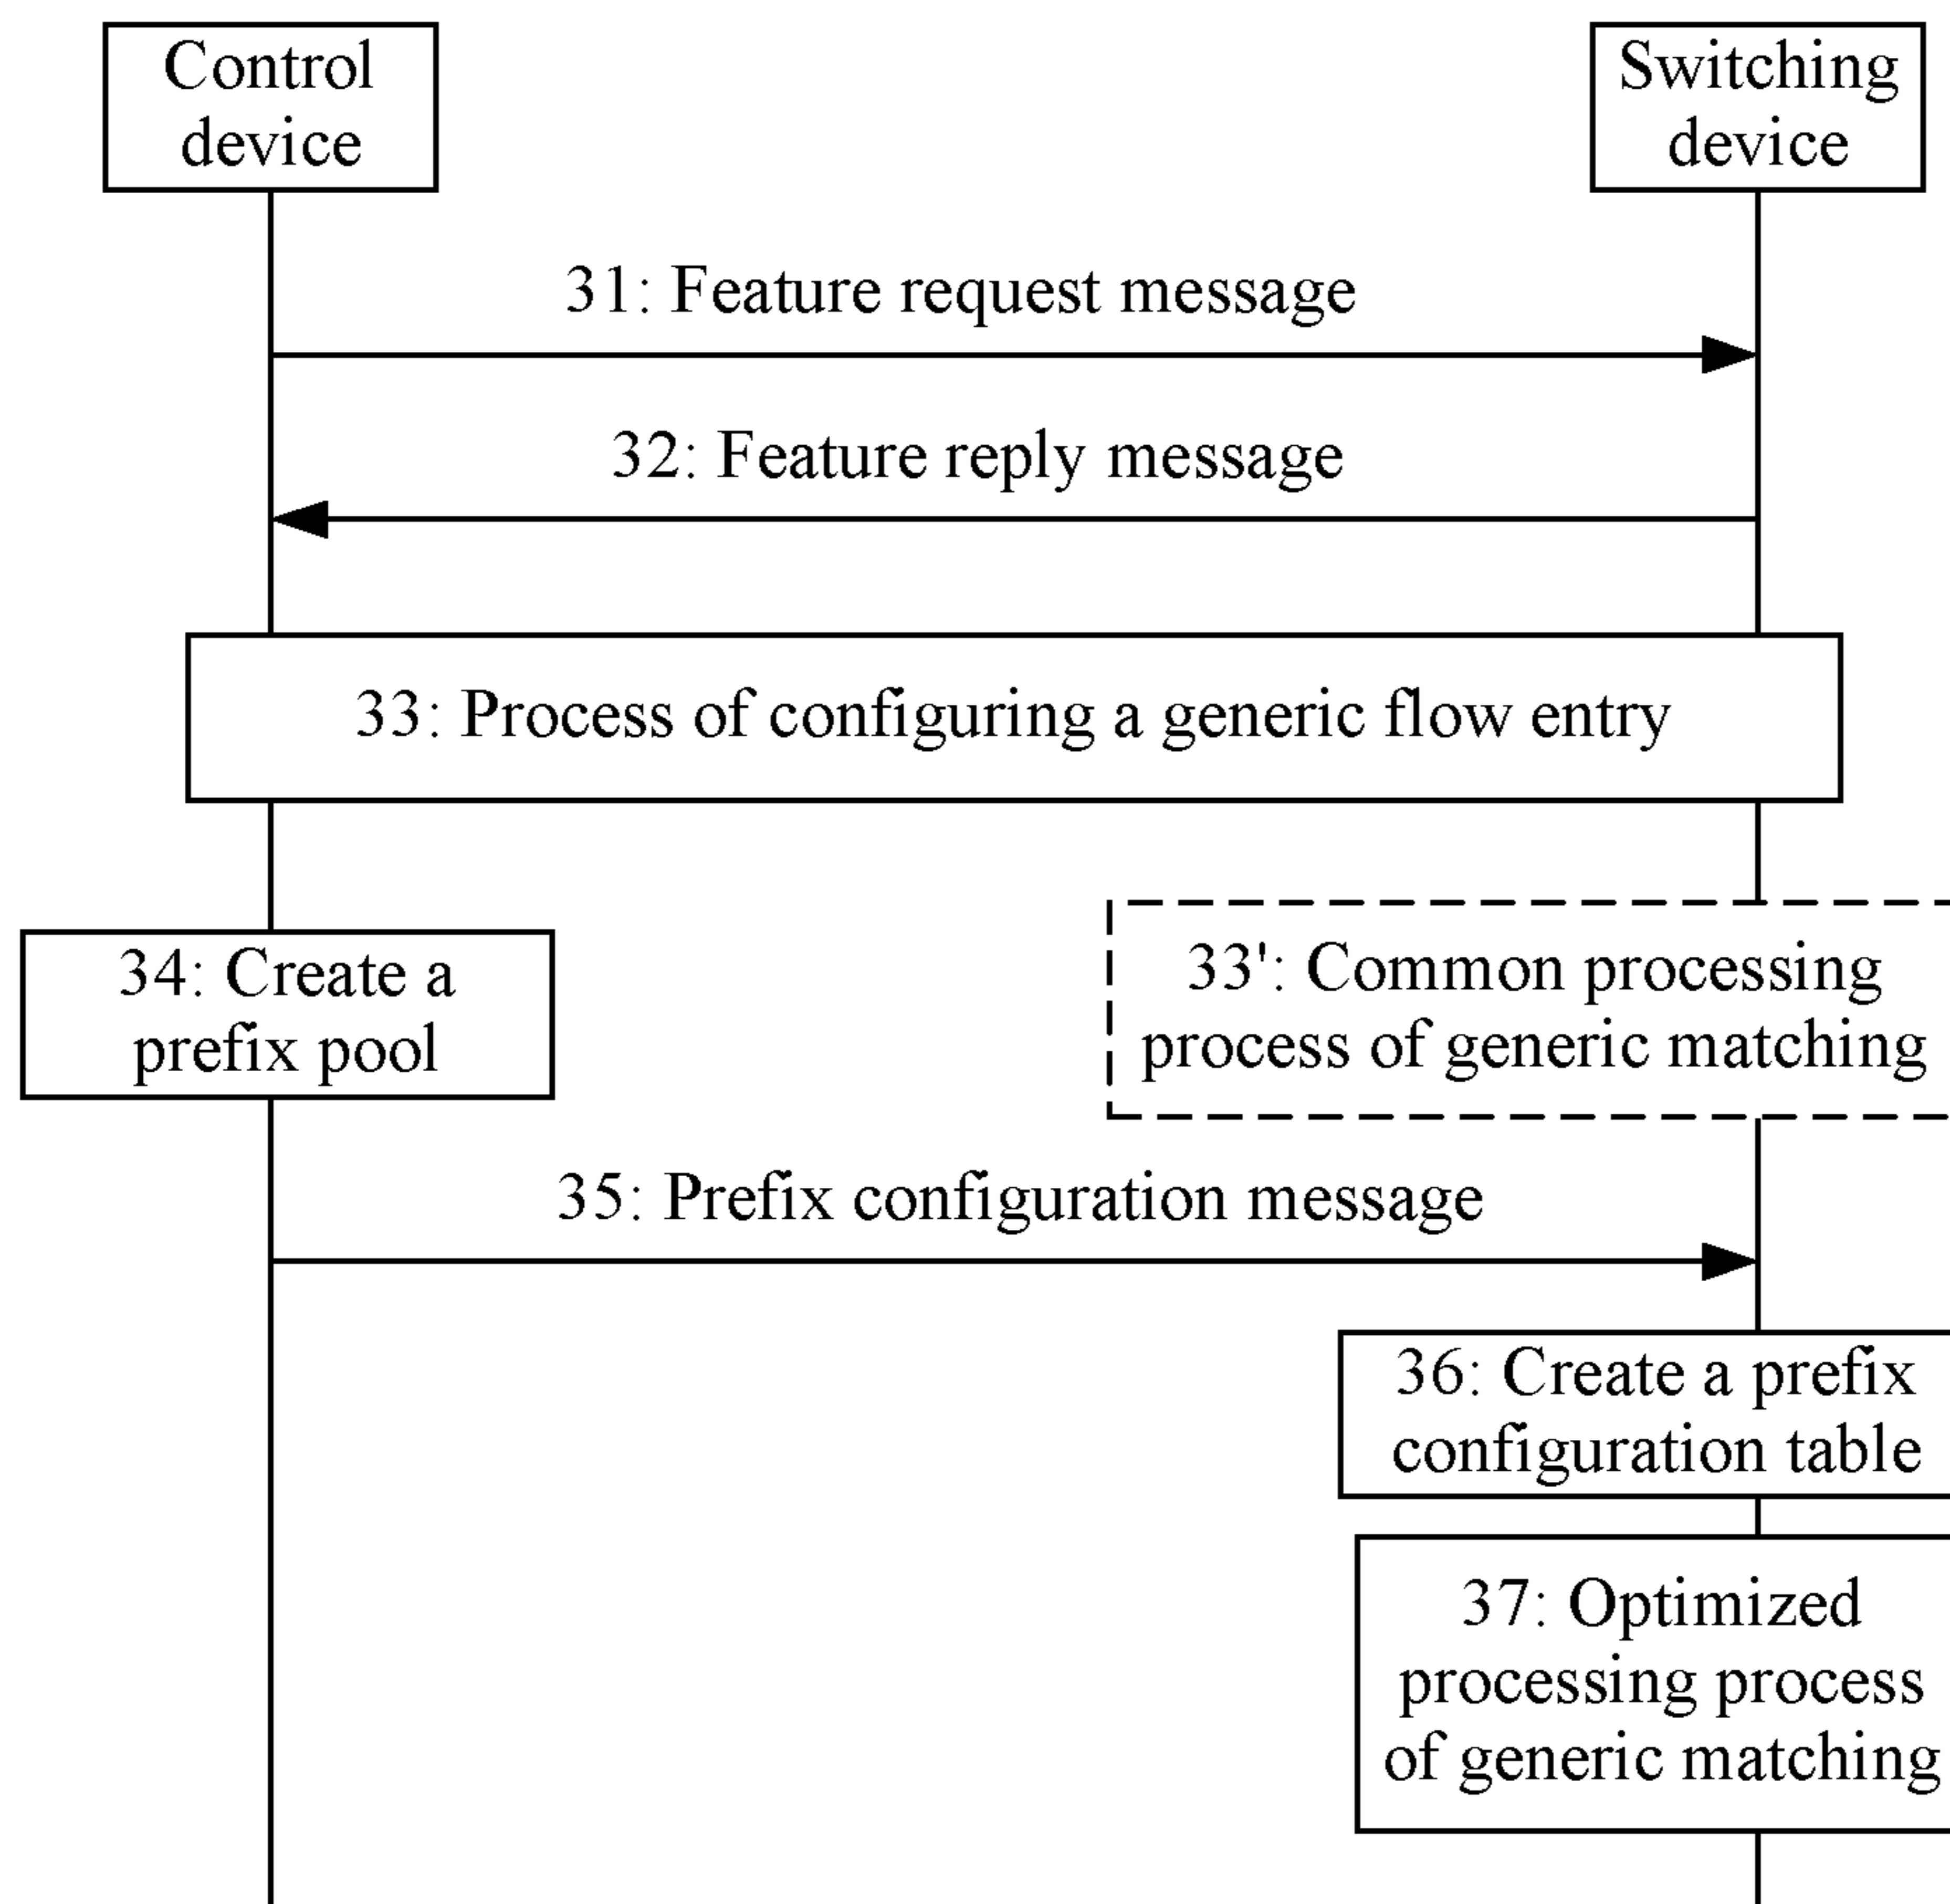 Control
device
Switching
device
31: Feature request message
32: Feature reply message
33: Process of configuring a generic flow entry
34: Create a
prefix pool
33': Common processing
process of generic matching
35: Prefix configuration message
36: Create a prefix
configuration table
37: Optimized
processing process
of generic matching